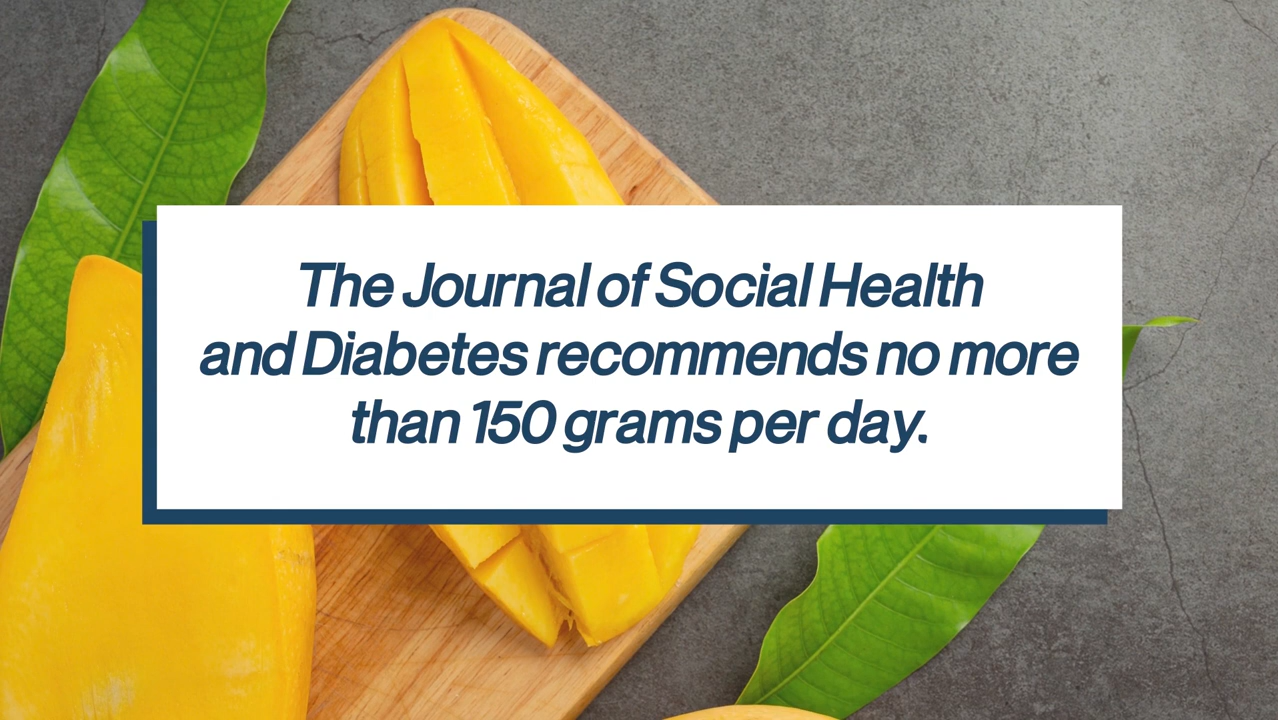 The Journal of Social Health
and Diabetes recommends no more
than 150 grams per day.